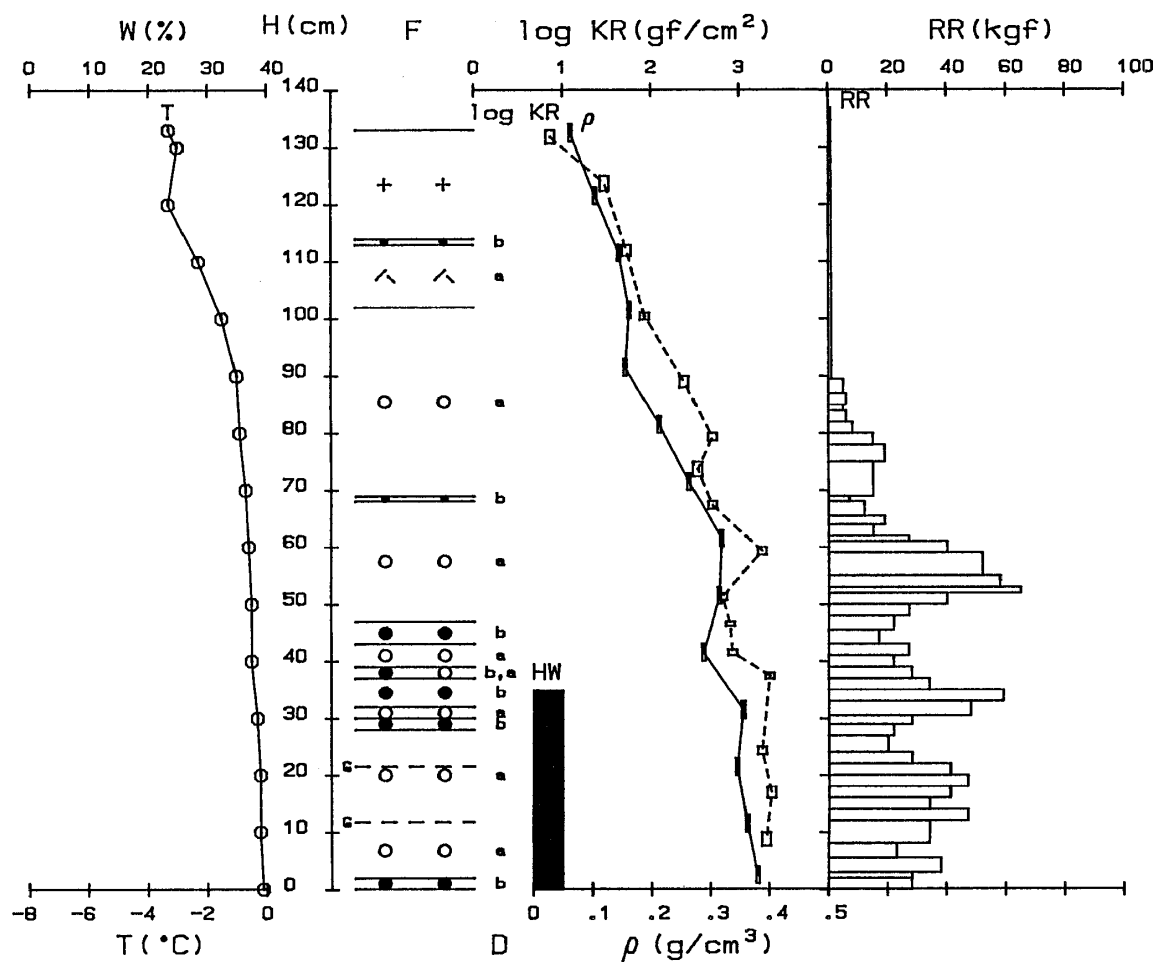 W(%) H(cm) F log KR(gf/cm²) RR(kgf)
0 20 30 40 0 1 2 3 0 20 40 60 80 100
140
T log KR ρ RR
130
120
b
110
a
100
90
a
80
70
b
60
a
50
b
a
40
b,a HW
b
30
a
b
G
20
a
G
10
a
b
0
-8 -6 -4 -2 0 0 .1 .2 .3 .4 .5
T(°C) D ρ(g/cm³)